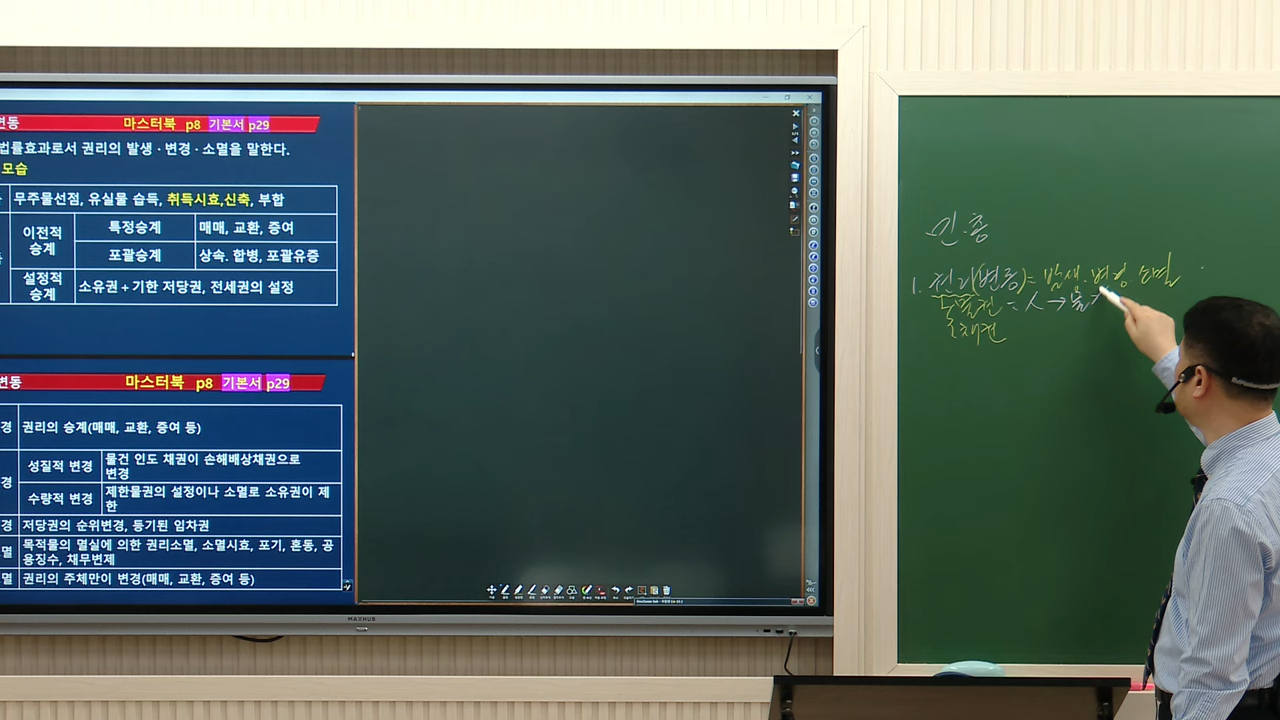 변동 마스터북 p8 기본서 p29
법률효과로서 권리의 발생·변경·소멸을 말한다.
모습
무주물선점, 유실물 습득, 취득시효,신축, 부합
이전적 승계 특정승계 매매, 교환, 증여
포괄승계 상속. 합병, 포괄유증
설정적 승계 소유권+기한 저당권, 전세권의 설정
변동 마스터북 p8 기본서 p29
경 권리의 승계(매매, 교환, 증여 등)
경 성질적 변경 물건 인도 채권이 손해배상채권으로
변경
수량적 변경 제한물권의 설정이나 소멸로 소유권이 제
한
경 저당권의 순위변경, 등기된 임차권
멸 목적물의 멸실에 의한 권리소멸, 소멸시효, 포기, 혼동, 공
용징수, 채무변제
멸 권리의 주체만이 변경(매매, 교환, 증여 등)
MAXHUB
민.총
1. 권리(변동)= 발생.변경 소멸
물권 = 人→물
채권